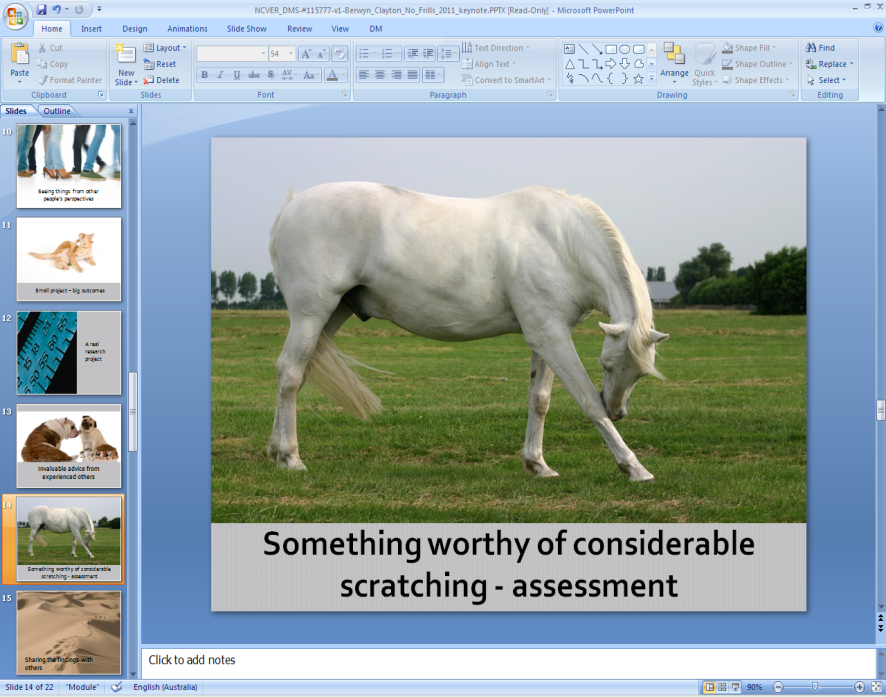 NCVER_DMS-#115777-v1-Berwyn_Clayton_No_Frills_2011_keynote.PPTX [Read-Only] - Microsoft PowerPoint
Home Insert Design Animations Slide Show Review View DM
Paste
Cut
Copy
Format Painter
Clipboard
New
Slide
Layout
Reset
Delete
Slides
54
B I U abc S AV Aa A
Font
Text Direction
Align Text
Convert to SmartArt
Paragraph
Arrange
Quick
Styles
Shape Fill
Shape Outline
Shape Effects
Drawing
Find
Replace
Select
Editing
Slides Outline x
10
Seeing things from other
people's perspectives
11
Small project – big outcomes
12
A real
research
project
13
Invaluable advice from
experienced others
14
Something worthy of considerable
scratching - assessment
15
Sharing the findings with
others
Something worthy of considerable
scratching - assessment
Click to add notes
Slide 14 of 22 "Module" English (Australia) 90%